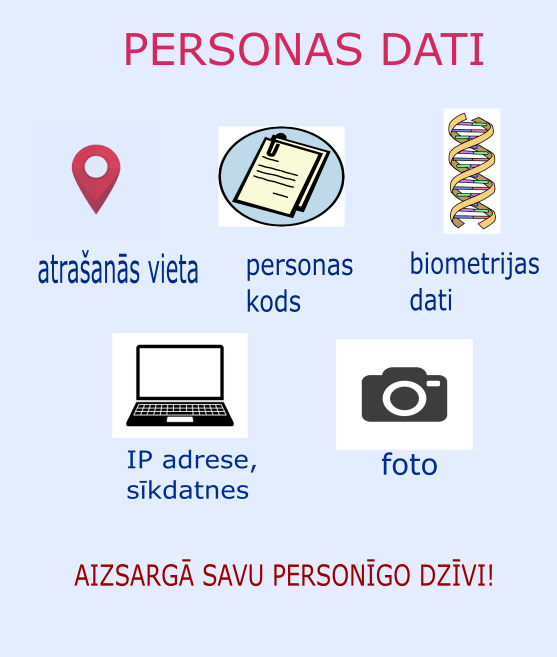 PERSONAS DATI
atrašanās vieta
personas
kods
biometrijas
dati
IP adrese,
sīkdatnes
foto
AIZSARGĀ SAVU PERSONĪGO DZĪVI!